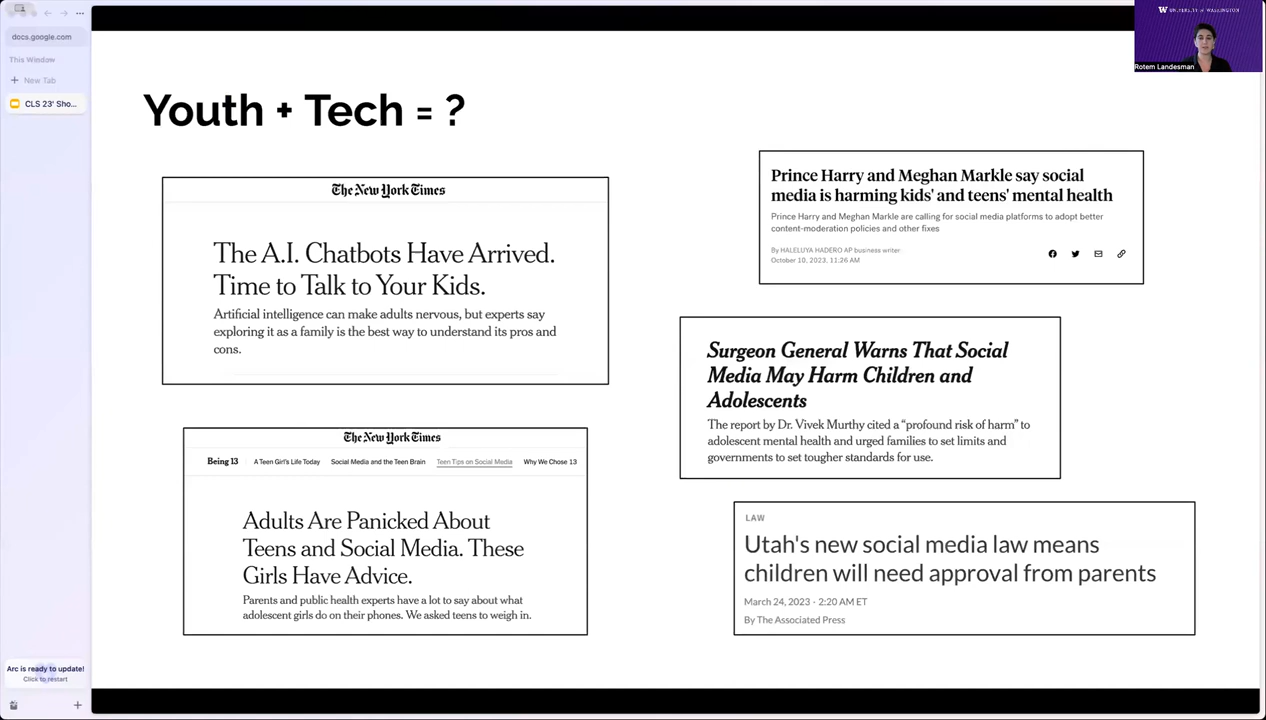 docs.google.com
This Window
New Tab
CLS 23' Sho...
Arc is ready to update!
Click to restart
UNIVERSITY of WASHINGTON
Rotem Landesman
Youth + Tech = ?
The New York Times
The A.I. Chatbots Have Arrived.
Time to Talk to Your Kids.
Artificial intelligence can make adults nervous, but experts say
exploring it as a family is the best way to understand its pros and
cons.
The New York Times
Being 13 A Teen Girl's Life Today Social Media and the Teen Brain Teen Tips on Social Media Why We Chose 13
Adults Are Panicked About
Teens and Social Media. These
Girls Have Advice.
Parents and public health experts have a lot to say about what
adolescent girls do on their phones. We asked teens to weigh in.
Prince Harry and Meghan Markle say social
media is harming kids' and teens' mental health
Prince Harry and Meghan Markle are calling for social media platforms to adopt better
content-moderation policies and other fixes
By HALELUYA HADERO AP business writer
October 10, 2023, 11:26 AM
Surgeon General Warns That Social
Media May Harm Children and
Adolescents
The report by Dr. Vivek Murthy cited a “profound risk of harm” to
adolescent mental health and urged families to set limits and
governments to set tougher standards for use.
LAW
Utah's new social media law means
children will need approval from parents
March 24, 2023 · 2:20 AM ET
By The Associated Press